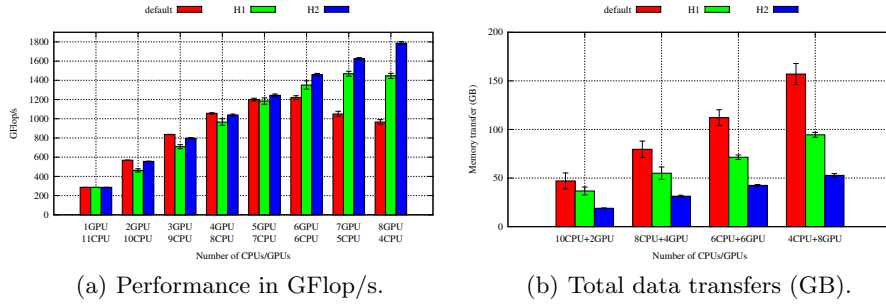 default H1 H2
GFlop/s
1800
1600
1400
1200
1000
800
600
400
200
0
1GPU 2GPU 3GPU 4GPU 5GPU 6GPU 7GPU 8GPU
11CPU 10CPU 9CPU 8CPU 7CPU 6CPU 5CPU 4CPU
Number of CPUs/GPUs
(a) Performance in GFlop/s.
default H1 H2
Memory transfer (GB)
200
150
100
50
0
10CPU+2GPU 8CPU+4GPU 6CPU+6GPU 4CPU+8GPU
Number of CPUs/GPUs
(b) Total data transfers (GB).